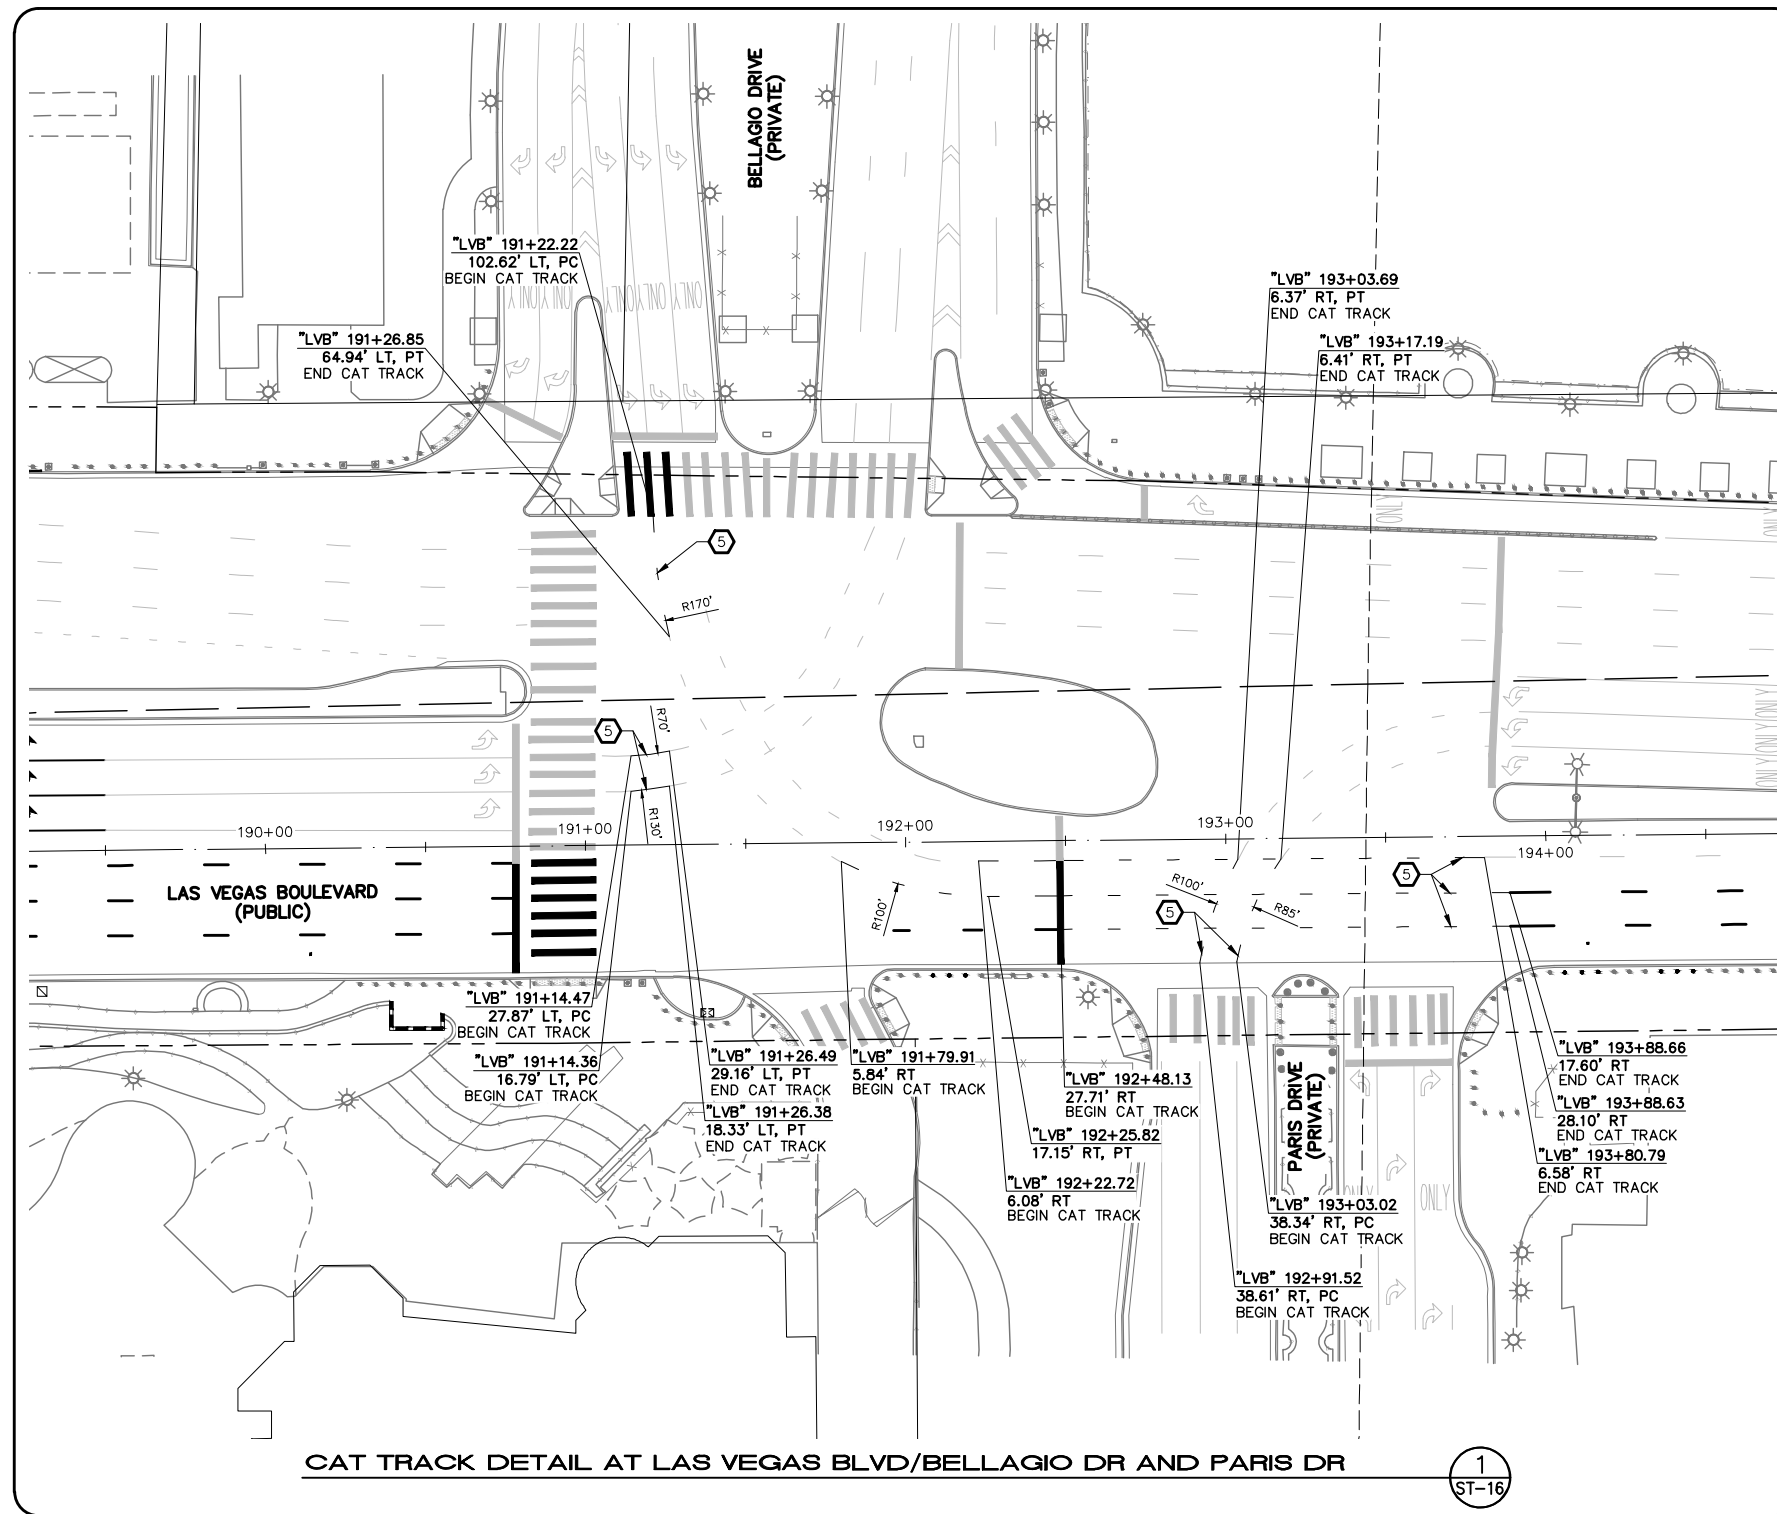 BELLAGIO DRIVE
(PRIVATE)
"LVB" 191+22.22
102.62' LT, PC
BEGIN CAT TRACK
"LVB" 193+03.69
6.37' RT, PT
END CAT TRACK
"LVB" 191+26.85
64.94' LT, PT
END CAT TRACK
"LVB" 193+17.19
6.41' RT, PT
END CAT TRACK
ONLY
ONLY
ONLY
ONLY
ONLY
ONLY
5
R170'
R70'
5
R130'
190+00
191+00
192+00
193+00
194+00
ONLY
ONLY
LAS VEGAS BOULEVARD
(PUBLIC)
R100'
R100'
R85'
5
5
"LVB" 191+14.47
27.87' LT, PC
BEGIN CAT TRACK
"LVB" 191+14.36
16.79' LT, PC
BEGIN CAT TRACK
"LVB" 191+26.49
29.16' LT, PT
END CAT TRACK
"LVB" 191+26.38
18.33' LT, PT
END CAT TRACK
"LVB" 191+79.91
5.84' RT
BEGIN CAT TRACK
"LVB" 192+48.13
27.71' RT
BEGIN CAT TRACK
"LVB" 192+25.82
17.15' RT, PT
"LVB" 192+22.72
6.08' RT
BEGIN CAT TRACK
PARIS DRIVE
(PRIVATE)
ONLY
ONLY
"LVB" 193+03.02
38.34' RT, PC
BEGIN CAT TRACK
"LVB" 192+91.52
38.61' RT, PC
BEGIN CAT TRACK
"LVB" 193+88.66
17.60' RT
END CAT TRACK
"LVB" 193+88.63
28.10' RT
END CAT TRACK
"LVB" 193+80.79
6.58' RT
END CAT TRACK
CAT TRACK DETAIL AT LAS VEGAS BLVD/BELLAGIO DR AND PARIS DR
1
ST-16